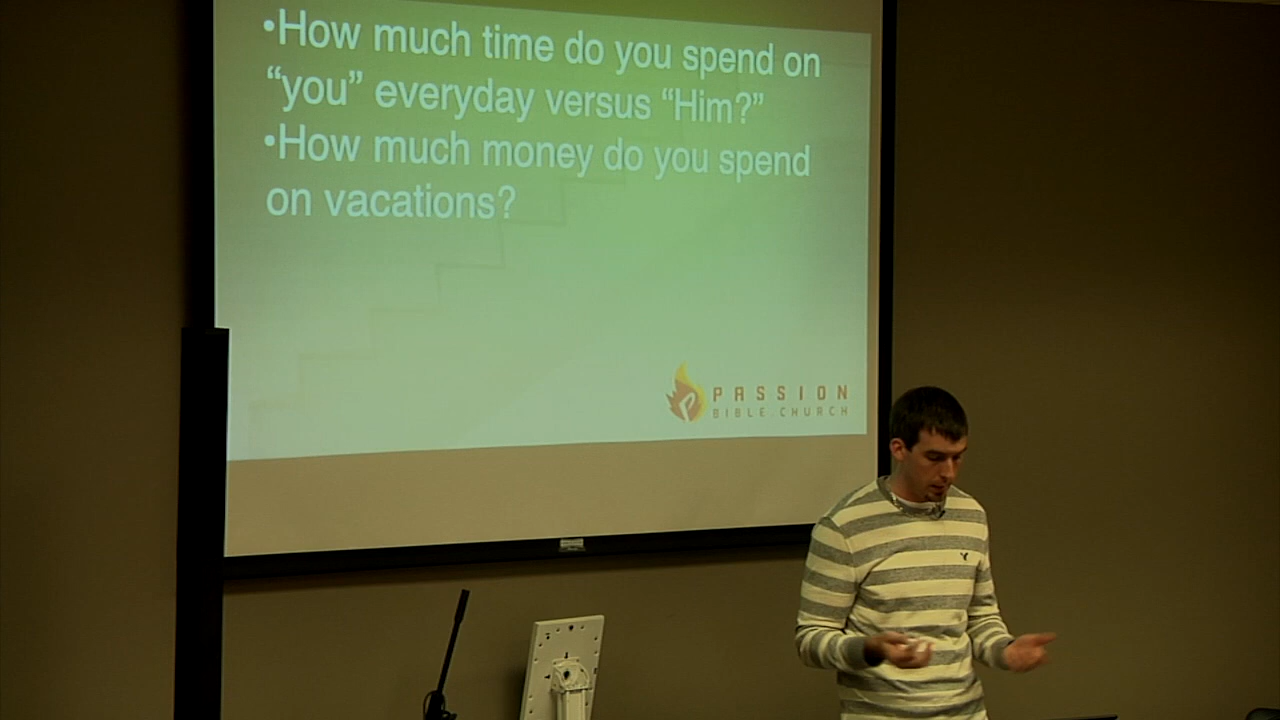 •How much time do you spend on
“you” everyday versus “Him?”
•How much money do you spend
on vacations?
PASSION
BIBLE.CHURCH